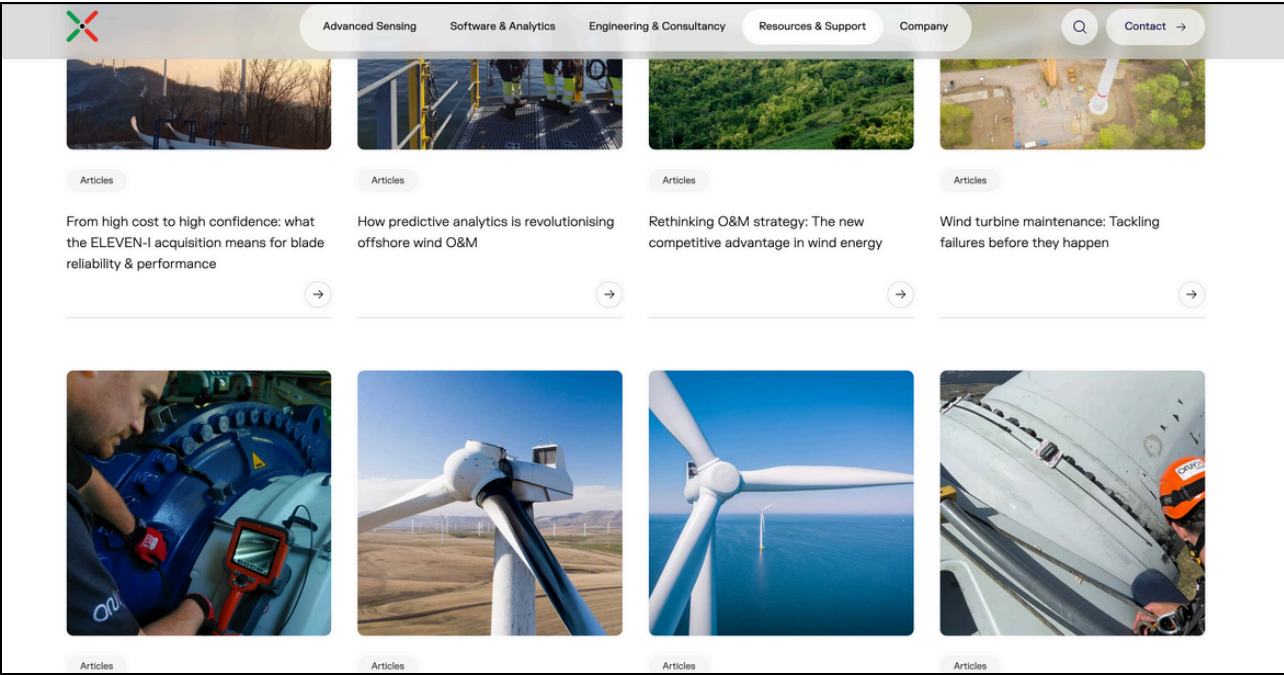 Advanced Sensing
Software & Analytics
Engineering & Consultancy
Resources & Support
Company
Contact
Articles
From high cost to high confidence: what
the ELEVEN-I acquisition means for blade
reliability & performance
Articles
How predictive analytics is revolutionising
offshore wind O&M
Articles
Rethinking O&M strategy: The new
competitive advantage in wind energy
Articles
Wind turbine maintenance: Tackling
failures before they happen
Articles
Articles
Articles
Articles